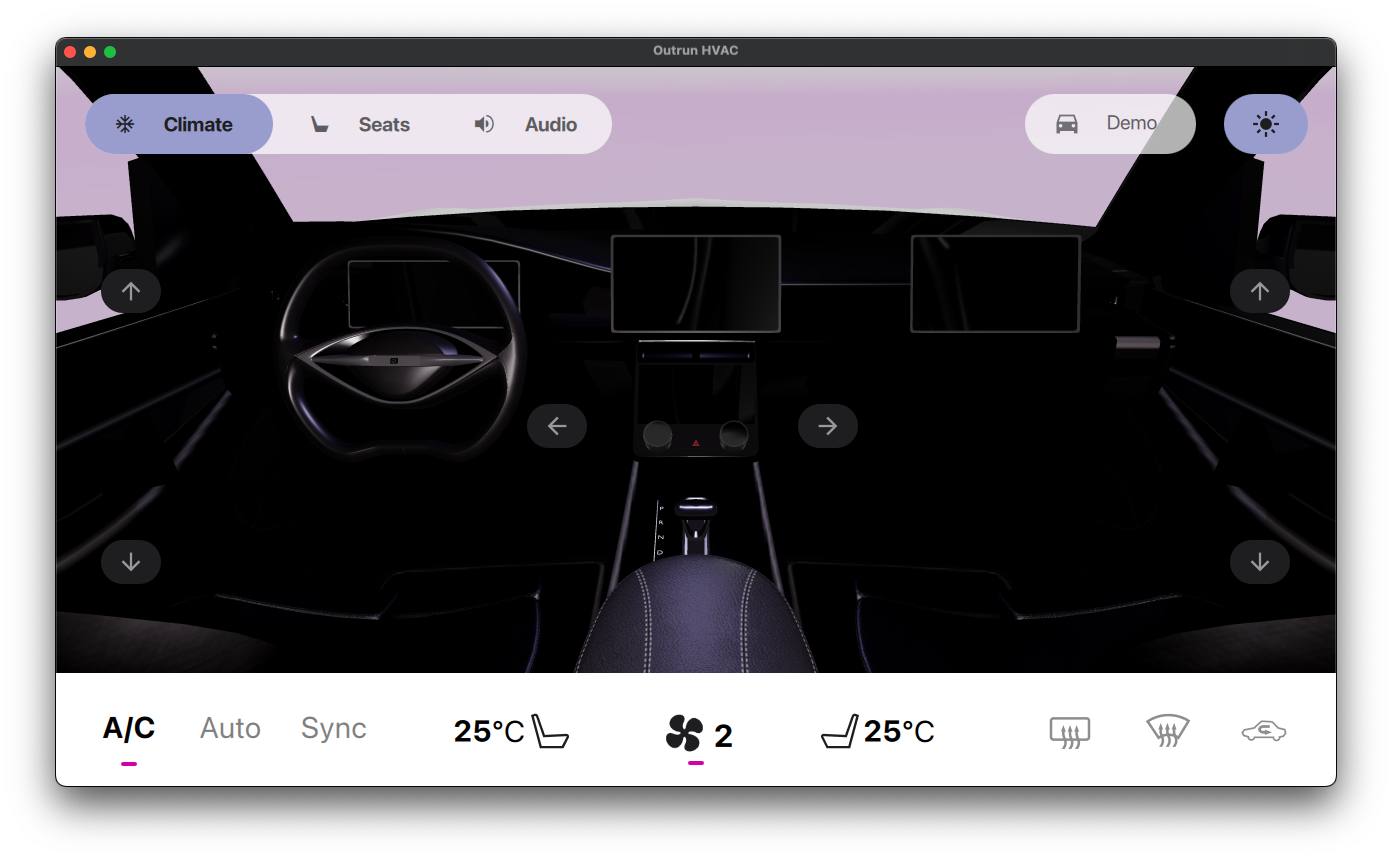 Outrun HVAC
Climate
Seats
Audio
Demo
P
R
N
D
A/C
Auto
Sync
25°C
2
25°C